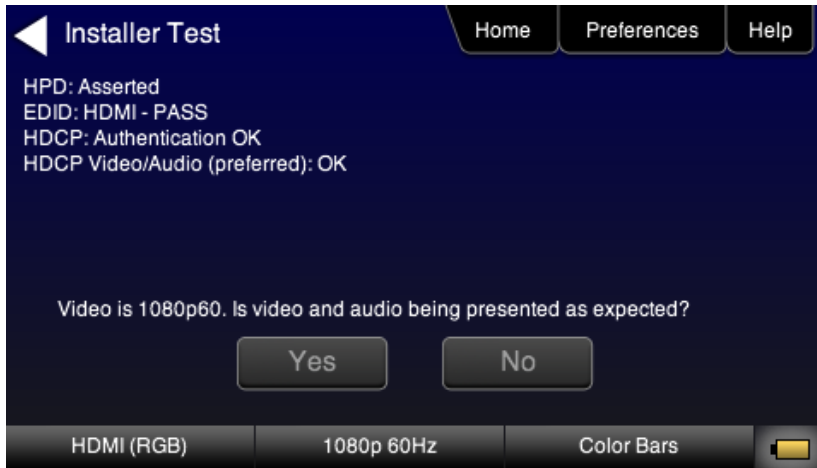 Installer Test
Home
Preferences
Help
HPD: Asserted
EDID: HDMI - PASS
HDCP: Authentication OK
HDCP Video/Audio (preferred): OK
Video is 1080p60. Is video and audio being presented as expected?
Yes
No
HDMI (RGB)
1080p 60Hz
Color Bars